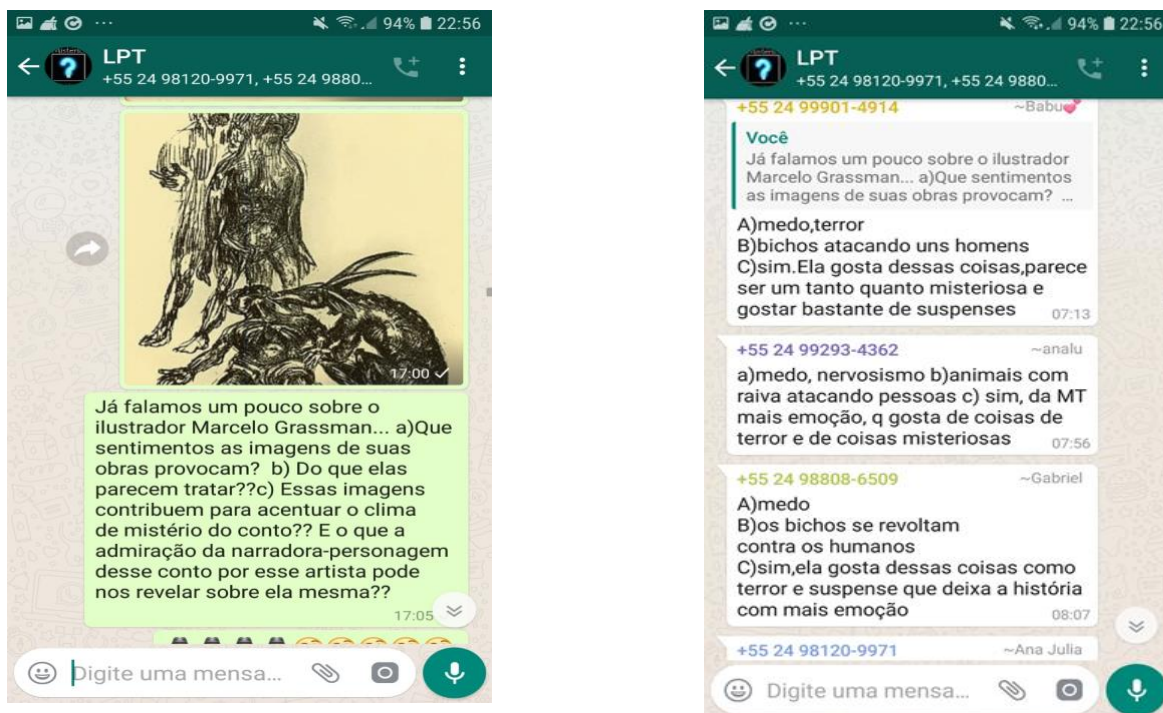 94% 22:56
LPT
+55 24 98120-9971, +55 24 9880...
17:00
Já falamos um pouco sobre o
ilustrador Marcelo Grassman... a)Que
sentimentos as imagens de suas
obras provocam? b) Do que elas
parecem tratar??c) Essas imagens
contribuem para acentuar o clima
de mistério do conto?? E o que a
admiração da narradora-personagem
desse conto por esse artista pode
nos revelar sobre ela mesma??
17:05
Digite uma mensa...
94% 22:56
LPT
+55 24 98120-9971, +55 24 9880...
+55 24 99901-4914 ~Babu
Você
Já falamos um pouco sobre o ilustrador
Marcelo Grassman... a)Que sentimentos
as imagens de suas obras provocam? ...
A)medo,terror
B)bichos atacando uns homens
C)sim.Ela gosta dessas coisas,parece
ser um tanto quanto misteriosa e
gostar bastante de suspenses 07:13
+55 24 99293-4362 ~analu
a)medo, nervosismo b)animais com
raiva atacando pessoas c) sim, da MT
mais emoção, q gosta de coisas de
terror e de coisas misteriosas 07:56
+55 24 98808-6509 ~Gabriel
A)medo
B)os bichos se revoltam
contra os humanos
C)sim,ela gosta dessas coisas como
terror e suspense que deixa a história
com mais emoção 08:07
+55 24 98120-9971 ~Ana Julia
Digite uma mensa...